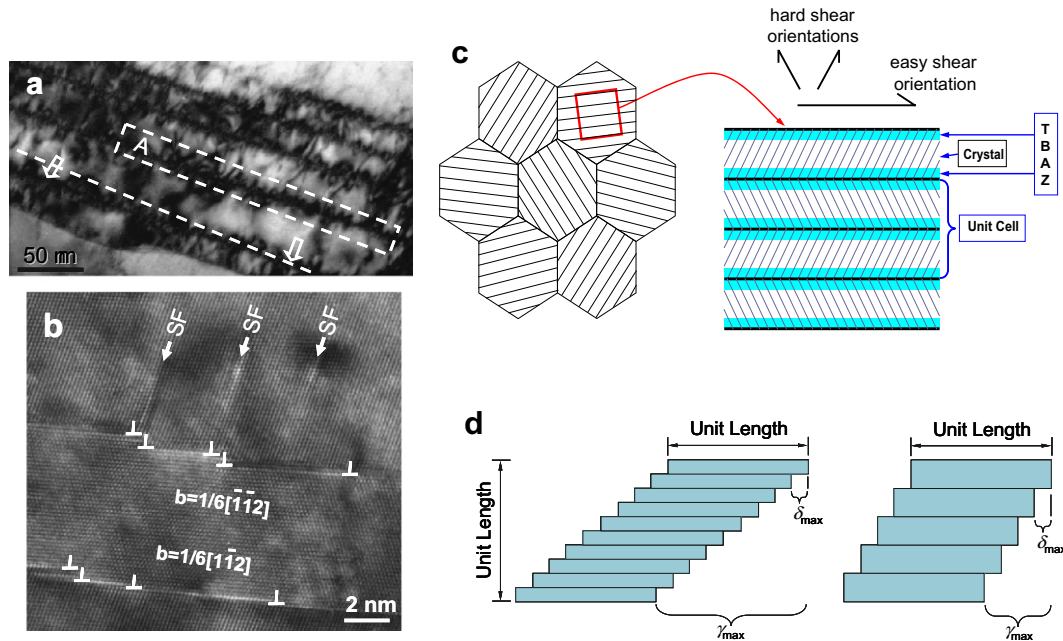 a
A
50 nm
b
SF
SF
SF
b=1/6[1̄1̄2]
b=1/6[11̄2]
2 nm
c
hard shear
orientations
easy shear
orientation
T
B
A
Z
Crystal
Unit Cell
d
Unit Length
Unit Length
δmax
γmax
Unit Length
δmax
γmax